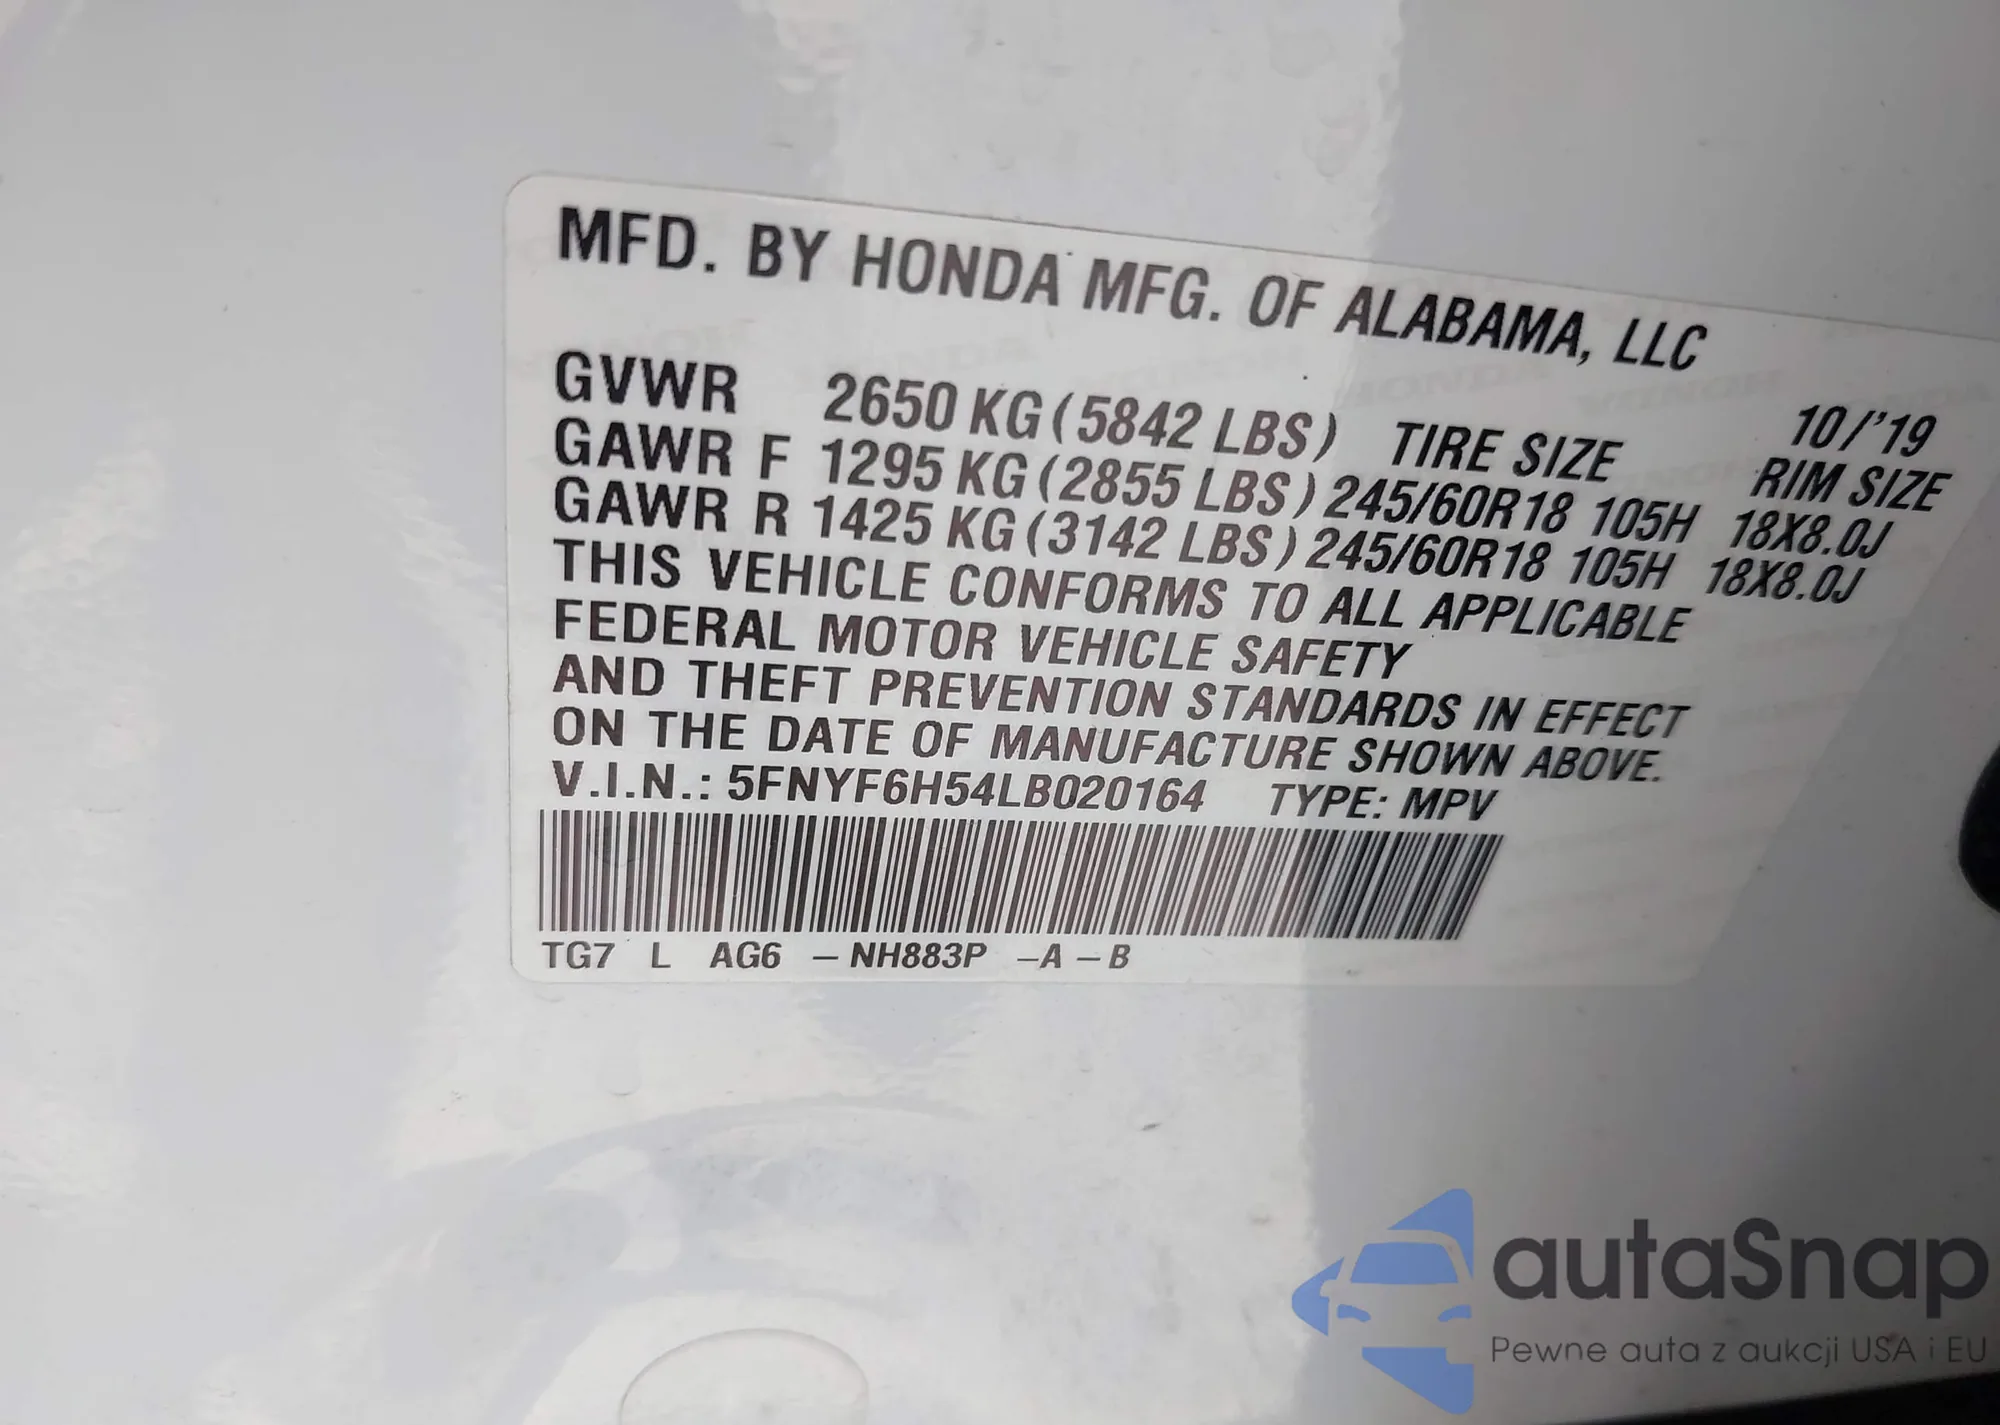 MFD. BY HONDA MFG. OF ALABAMA, LLC
10/'19
GVWR 2650 KG (5842 LBS) TIRE SIZE RIM SIZE
GAWR F 1295 KG (2855 LBS) 245/60R18 105H 18X8.0J
GAWR R 1425 KG (3142 LBS) 245/60R18 105H 18X8.0J
THIS VEHICLE CONFORMS TO ALL APPLICABLE
FEDERAL MOTOR VEHICLE SAFETY
AND THEFT PREVENTION STANDARDS IN EFFECT
ON THE DATE OF MANUFACTURE SHOWN ABOVE.
V.I.N.: 5FNYF6H54LB020164 TYPE: MPV
TG7 L AG6 – NH883P –A – B
autaSnap
Pewne auta z aukcji USA i EU